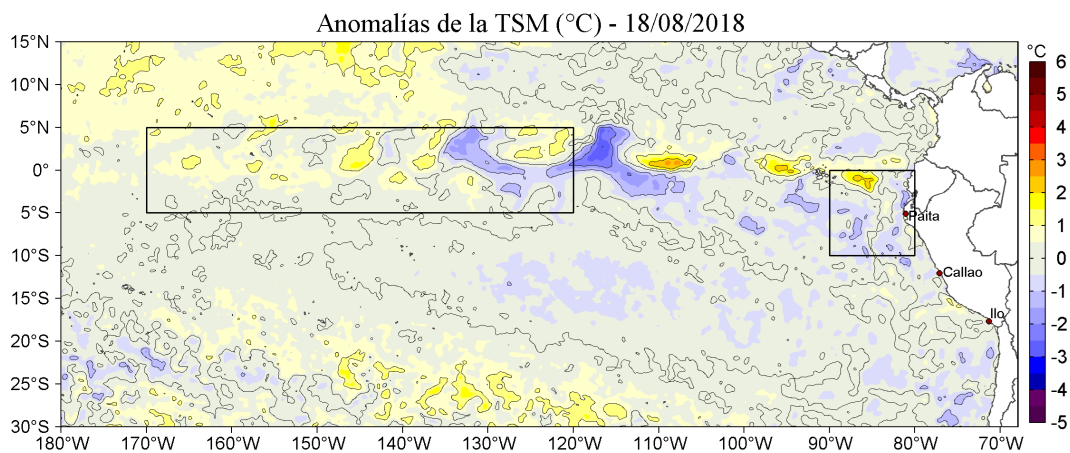 Anomalías de la TSM (°C) - 18/08/2018
°C
15°N
10°N
5°N
0°
5°S
10°S
15°S
20°S
25°S
30°S
180°W
170°W
160°W
150°W
140°W
130°W
120°W
110°W
100°W
90°W
80°W
70°W
Paita
Callao
Ilo
6
5
4
3
2
1
0
-1
-2
-3
-4
-5